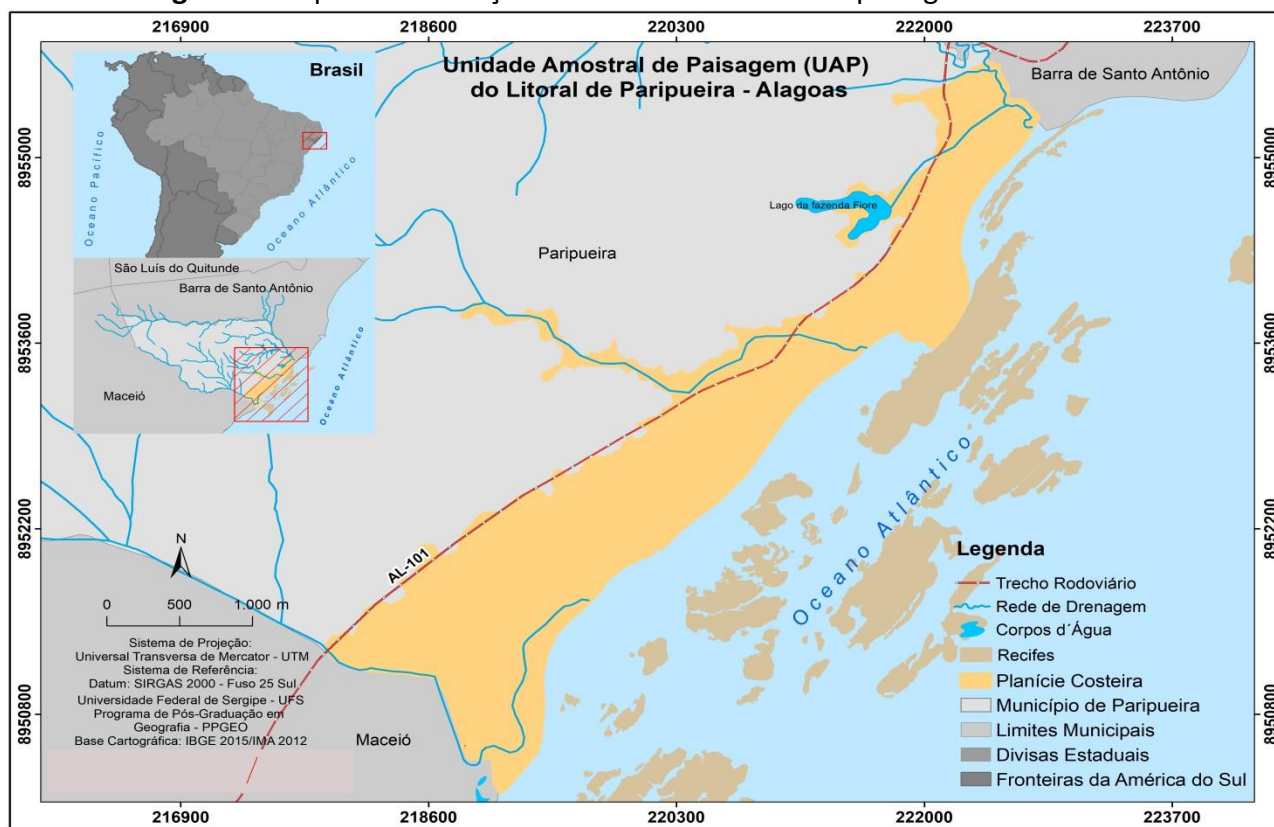 216900 218600 220300 222000 223700
Unidade Amostral de Paisagem (UAP)
do Litoral de Paripueira - Alagoas
Brasil
Oceano Pacífico
Oceano Atlântico
São Luís do Quitunde
Barra de Santo Antônio
Maceió
Oceano Atlântico
Barra de Santo Antônio
Lago da fazenda Fiore
Paripueira
AL-101
Oceano Atlântico
Maceió
8955000
8953600
8952200
8950800
8955000
8953600
8952200
8950800
N
0 500 1.000 m
Sistema de Projeção:
Universal Transversa de Mercator - UTM
Sistema de Referência:
Datum: SIRGAS 2000 - Fuso 25 Sul
Universidade Federal de Sergipe - UFS
Programa de Pós-Graduação em
Geografia - PPGEO
Base Cartográfica: IBGE 2015/IMA 2012
Legenda
Trecho Rodoviário
Rede de Drenagem
Corpos d´Água
Recifes
Planície Costeira
Município de Paripueira
Limites Municipais
Divisas Estaduais
Fronteiras da América do Sul
216900 218600 220300 222000 223700